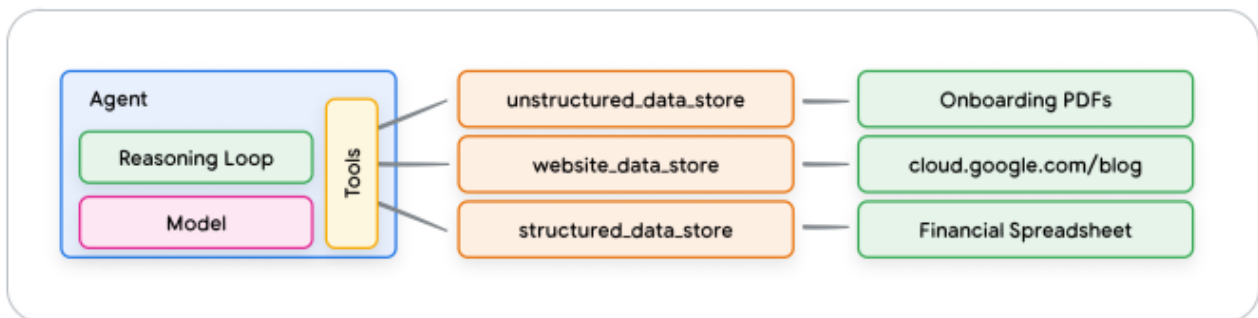 Agent
Reasoning Loop
Model
Tools
unstructured_data_store
website_data_store
structured_data_store
Onboarding PDFs
cloud.google.com/blog
Financial Spreadsheet